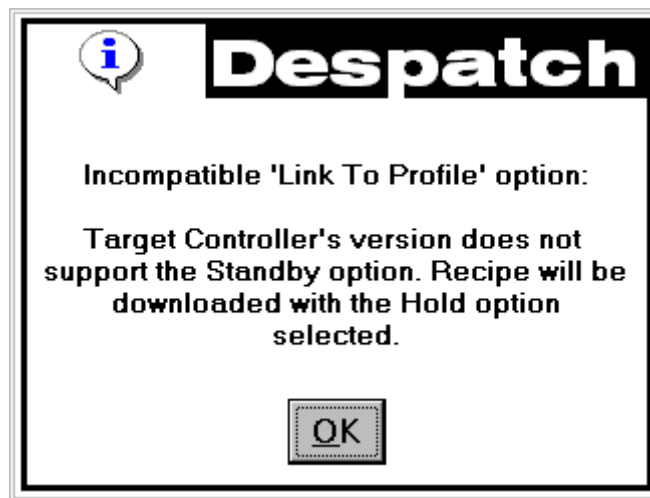 Despatch
Incompatible 'Link To Profile' option:
Target Controller's version does not
support the Standby option. Recipe will be
downloaded with the Hold option
selected.
OK